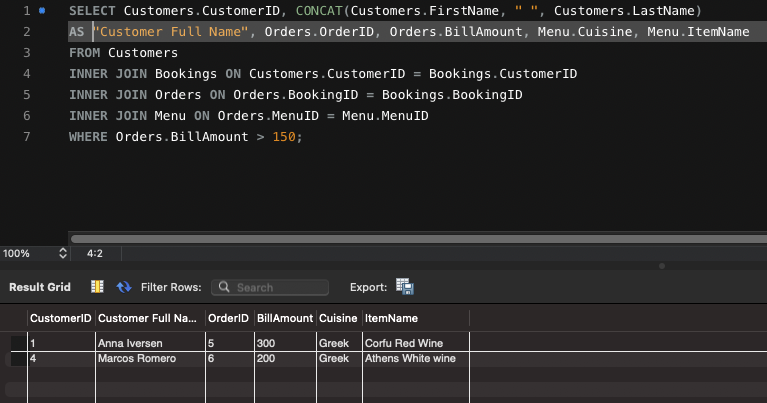 1 SELECT Customers.CustomerID, CONCAT(Customers.FirstName, " ", Customers.LastName)
2 AS "Customer Full Name", Orders.OrderID, Orders.BillAmount, Menu.Cuisine, Menu.ItemName
3 FROM Customers
4 INNER JOIN Bookings ON Customers.CustomerID = Bookings.CustomerID
5 INNER JOIN Orders ON Orders.BookingID = Bookings.BookingID
6 INNER JOIN Menu ON Orders.MenuID = Menu.MenuID
7 WHERE Orders.BillAmount > 150;
100% 4:2
Result Grid Filter Rows: Search Export:
CustomerID Customer Full Na... OrderID BillAmount Cuisine ItemName
1 Anna Iversen 5 300 Greek Corfu Red Wine
4 Marcos Romero 6 200 Greek Athens White wine